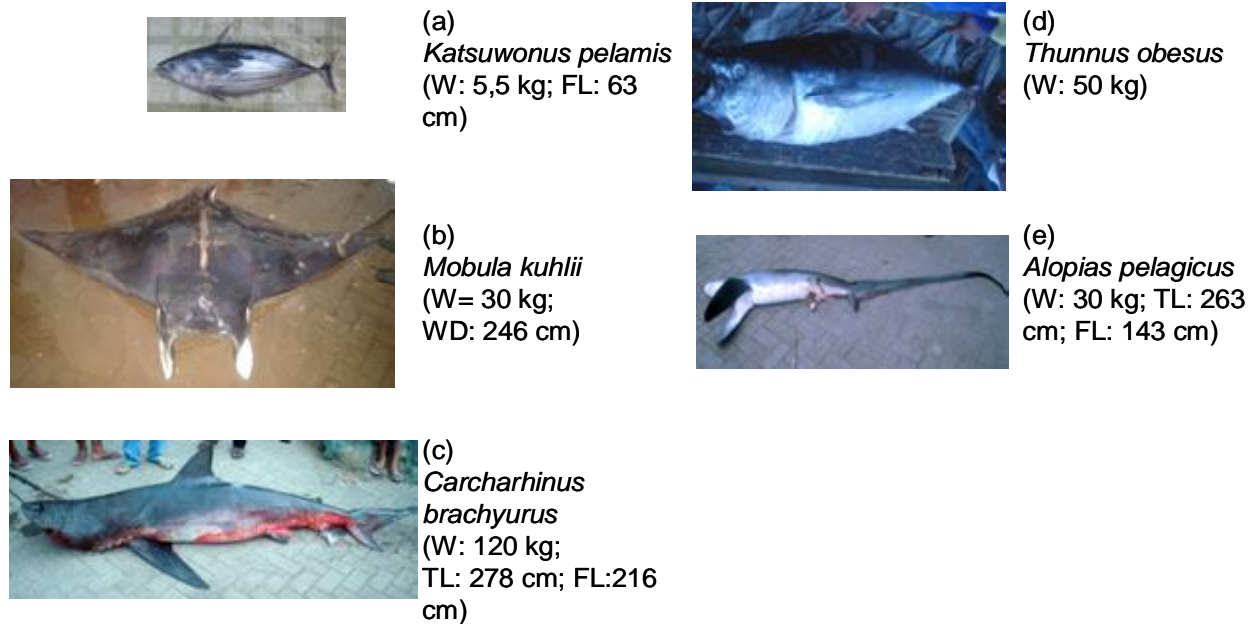 (a)
Katsuwonus pelamis
(W: 5,5 kg; FL: 63
cm)
(b)
Mobula kuhlii
(W= 30 kg;
WD: 246 cm)
(c)
Carcharhinus
brachyurus
(W: 120 kg;
TL: 278 cm; FL:216
cm)
(d)
Thunnus obesus
(W: 50 kg)
(e)
Alopias pelagicus
(W: 30 kg; TL: 263
cm; FL: 143 cm)